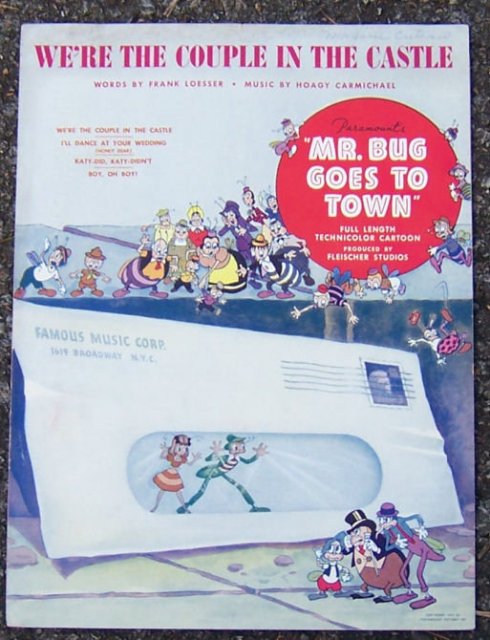 WE'RE THE COUPLE IN THE CASTLE
WORDS BY FRANK LOESSER • MUSIC BY HOAGY CARMICHAEL
WE'RE THE COUPLE IN THE CASTLE
I'LL DANCE AT YOUR WEDDING
(HONEY DEAR)
KATY-DID, KATY-DIDN'T
BOY, OH BOY!
Paramount's
"MR. BUG
GOES TO
TOWN"
FULL LENGTH
TECHNICOLOR CARTOON
PRODUCED BY
FLEISCHER STUDIOS
FAMOUS MUSIC CORP.
1619 BROADWAY N.Y.C.